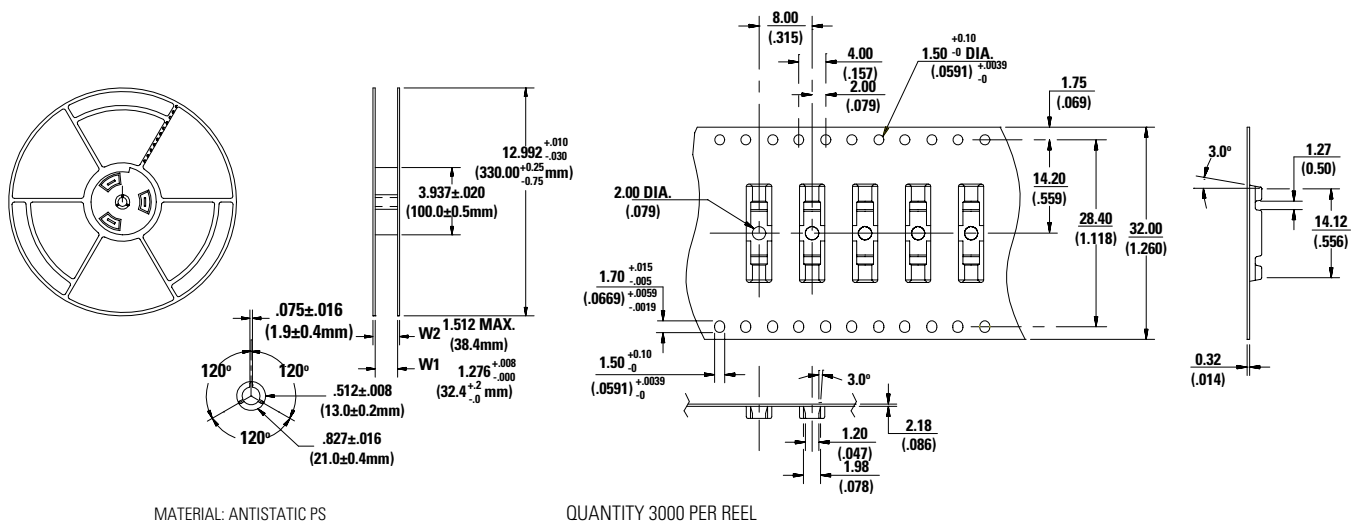 12.992 +.010 -.030
(330.00 +0.25 -0.75 mm)
3.937±.020
(100.0±0.5mm)
.075±.016
(1.9±0.4mm)
W2
1.512 MAX.
(38.4mm)
W1
1.276 +.008 -.000
(32.4 +.2 -.0 mm)
120º
120º
120º
.512±.008
(13.0±0.2mm)
.827±.016
(21.0±0.4mm)
MATERIAL: ANTISTATIC PS
8.00
(.315)
4.00
(.157)
2.00
(.079)
1.50 +0.10 -0 DIA.
(.0591) +.0039 -0
1.75
(.069)
2.00 DIA.
(.079)
14.20
(.559)
28.40
(1.118)
32.00
(1.260)
1.70 +.015 -.005
(.0669) +.0059 -.0019
1.50 +0.10 -0
(.0591) +.0039 -0
3.0º
1.20
(.047)
1.98
(.078)
2.18
(.086)
3.0º
1.27
(0.50)
14.12
(.556)
0.32
(.014)
QUANTITY 3000 PER REEL